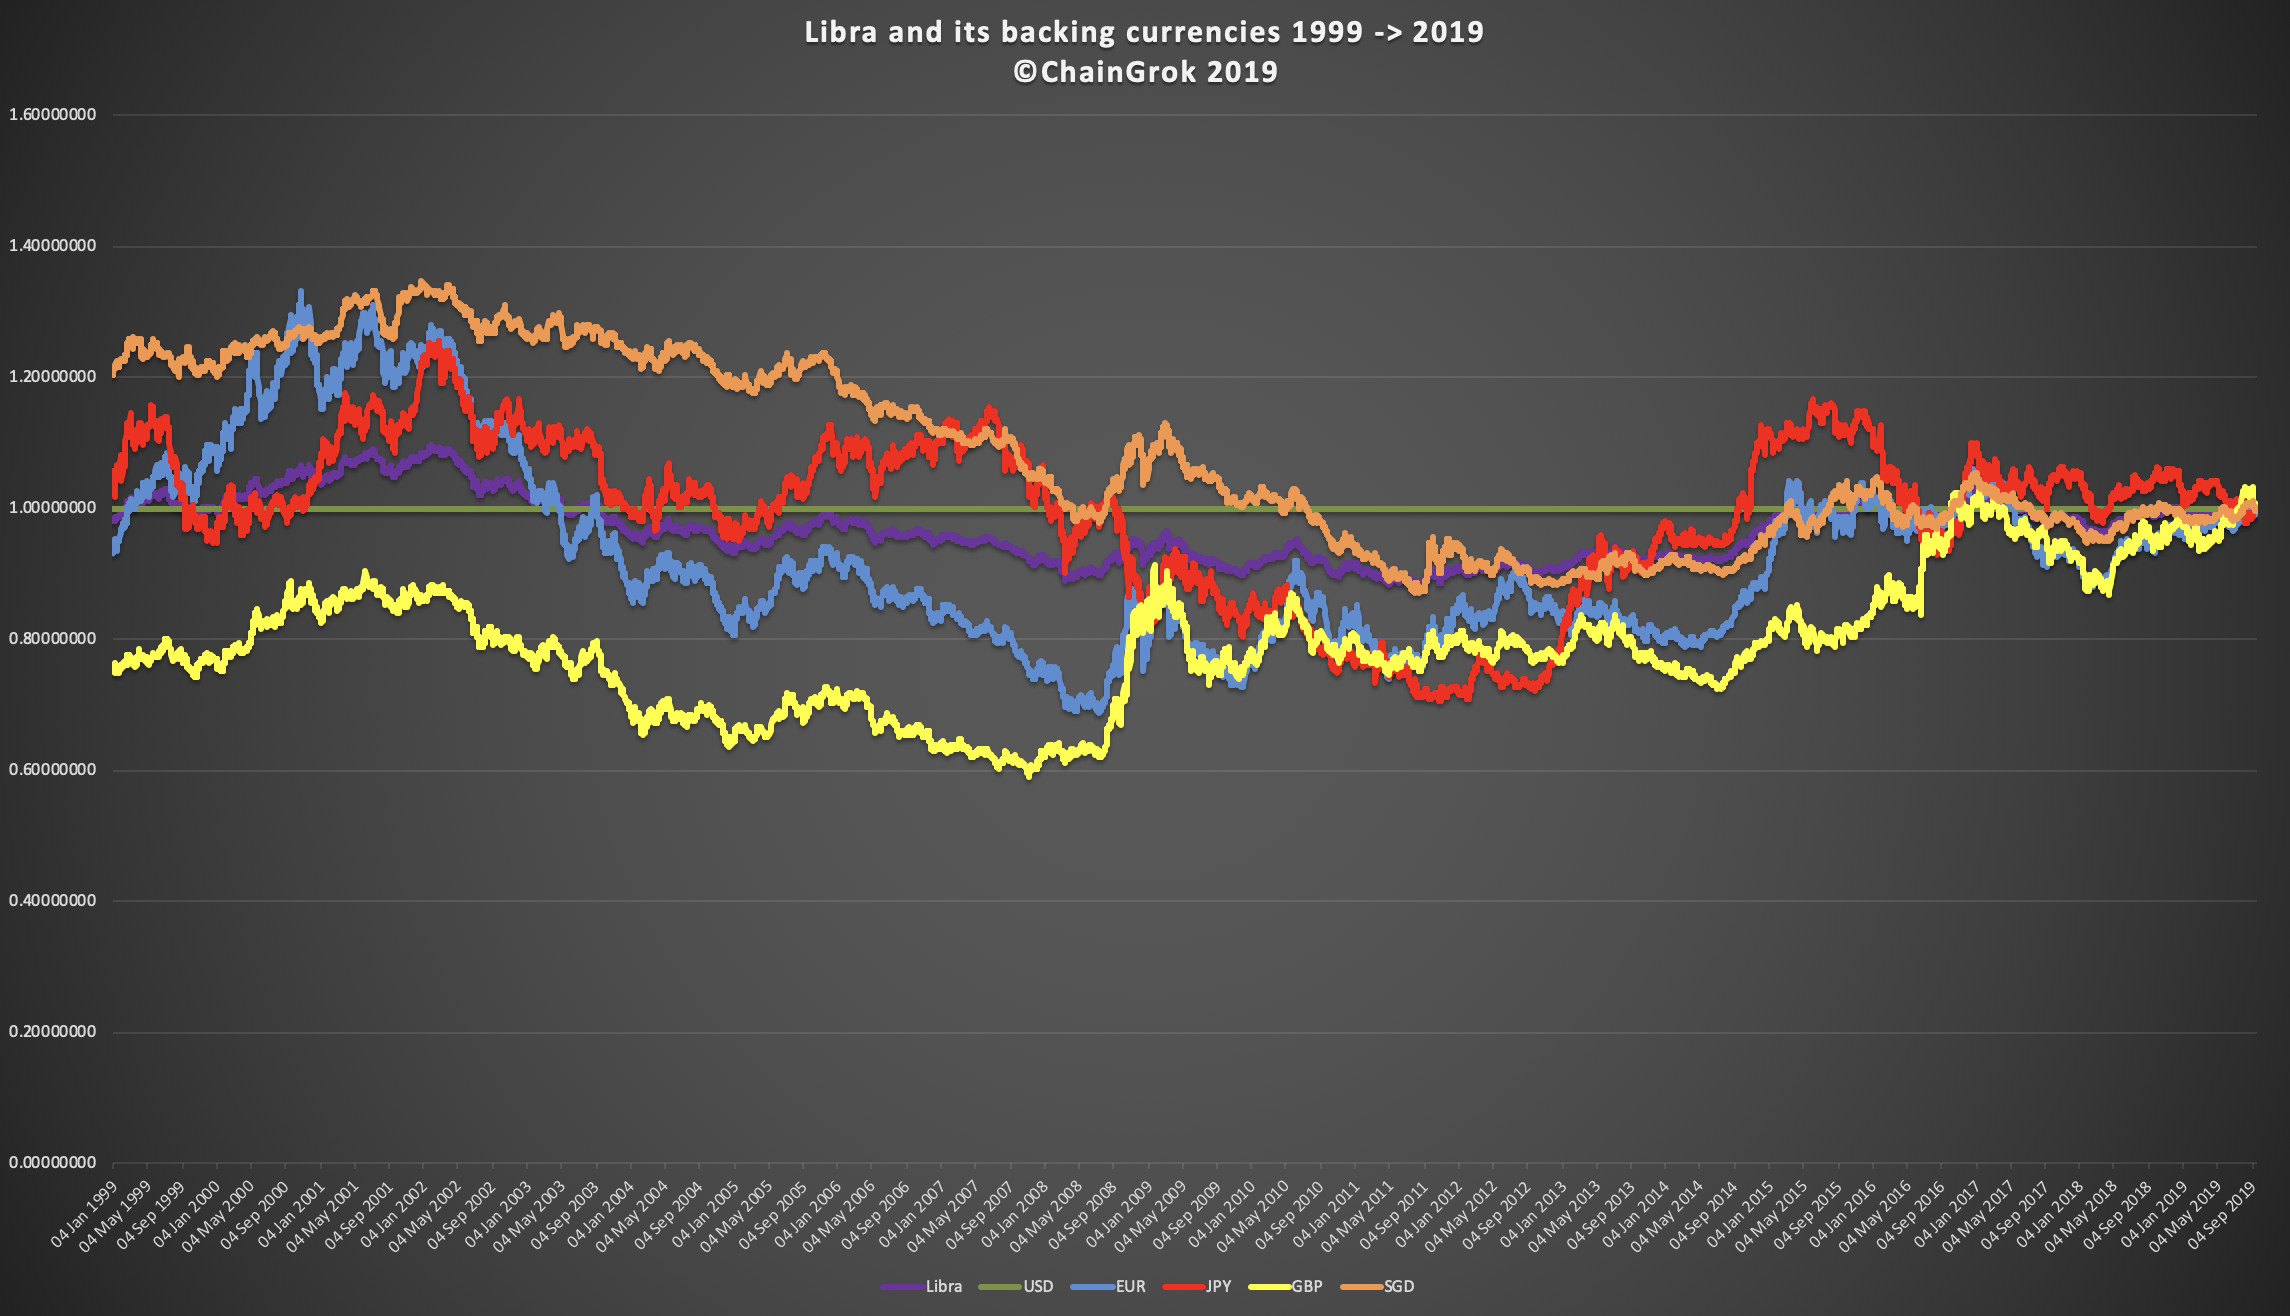 Libra and its backing currencies 1999 -> 2019
©ChainGrok 2019
1.60000000
1.40000000
1.20000000
1.00000000
0.80000000
0.60000000
0.40000000
0.20000000
0.00000000
04 Jan 1999
04 May 1999
04 Sep 1999
04 Jan 2000
04 May 2000
04 Sep 2000
04 Jan 2001
04 May 2001
04 Sep 2001
04 Jan 2002
04 May 2002
04 Sep 2002
04 Jan 2003
04 May 2003
04 Sep 2003
04 Jan 2004
04 May 2004
04 Sep 2004
04 Jan 2005
04 May 2005
04 Sep 2005
04 Jan 2006
04 May 2006
04 Sep 2006
04 Jan 2007
04 May 2007
04 Sep 2007
04 Jan 2008
04 May 2008
04 Sep 2008
04 Jan 2009
04 May 2009
04 Sep 2009
04 Jan 2010
04 May 2010
04 Sep 2010
04 Jan 2011
04 May 2011
04 Sep 2011
04 Jan 2012
04 May 2012
04 Sep 2012
04 Jan 2013
04 May 2013
04 Sep 2013
04 Jan 2014
04 May 2014
04 Sep 2014
04 Jan 2015
04 May 2015
04 Sep 2015
04 Jan 2016
04 May 2016
04 Sep 2016
04 Jan 2017
04 May 2017
04 Sep 2017
04 Jan 2018
04 May 2018
04 Sep 2018
04 Jan 2019
04 May 2019
04 Sep 2019
Libra USD EUR JPY GBP SGD